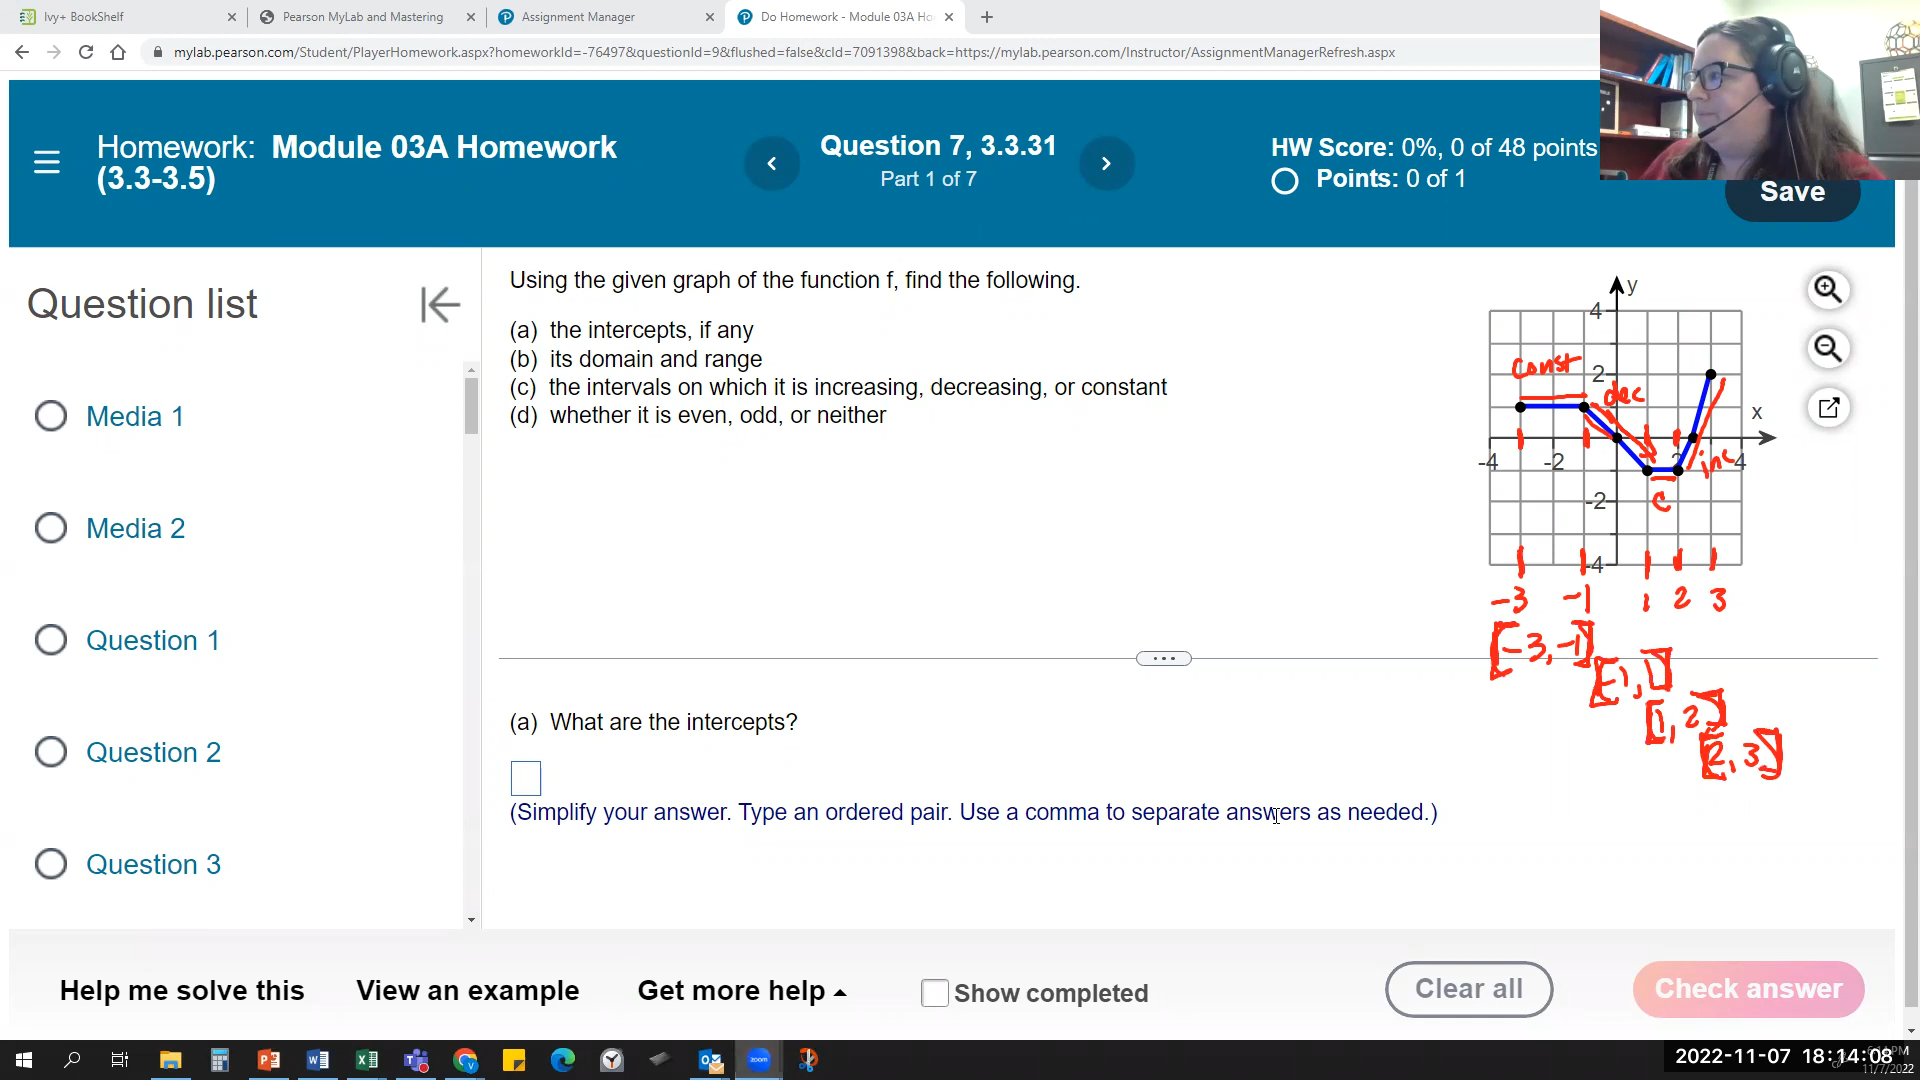 Ivy+ BookShelf
Pearson MyLab and Mastering
Assignment Manager
Do Homework - Module 03A Ho
mylab.pearson.com/Student/PlayerHomework.aspx?homeworkId=-76497&questionId=9&flushed=false&cId=7091398&back=https://mylab.pearson.com/Instructor/AssignmentManagerRefresh.aspx
Homework: Module 03A Homework
(3.3-3.5)
Question 7, 3.3.31
Part 1 of 7
HW Score: 0%, 0 of 48 points
Points: 0 of 1
Save
Question list
Media 1
Media 2
Question 1
Question 2
Question 3
Using the given graph of the function f, find the following.
(a) the intercepts, if any
(b) its domain and range
(c) the intervals on which it is increasing, decreasing, or constant
(d) whether it is even, odd, or neither
y
4
const
2
dec
x
-4 -2 2 4
inc
-2
c
-4
-3 -1 1 2 3
[-3,-1]
[-1,1]
[1,2]
[2,3]
(a) What are the intercepts?
(Simplify your answer. Type an ordered pair. Use a comma to separate answers as needed.)
Help me solve this
View an example
Get more help
Show completed
Clear all
Check answer
zoom
2022-11-07 18:14:08
11/7/2022